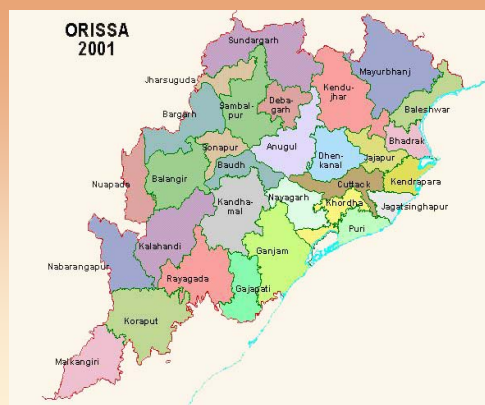 ORISSA
2001
Sundargarh
Mayurbhanj
Jharsuguda
Kendu-
jhar
Deba-
garh
Sambal-
pur
Baleshwar
Bargarh
Bhadrak
Sonapur
Anugul
Dhen-
kanal
Jajapur
Baudh
Balangir
Nuapada
Cuttack
Kendrapara
Kandha-
mal
Nayagarh
Khordha
Jagatsinghapur
Puri
Kalahandi
Ganjam
Nabarangapur
Rayagada
Gajapati
Koraput
Malkangiri